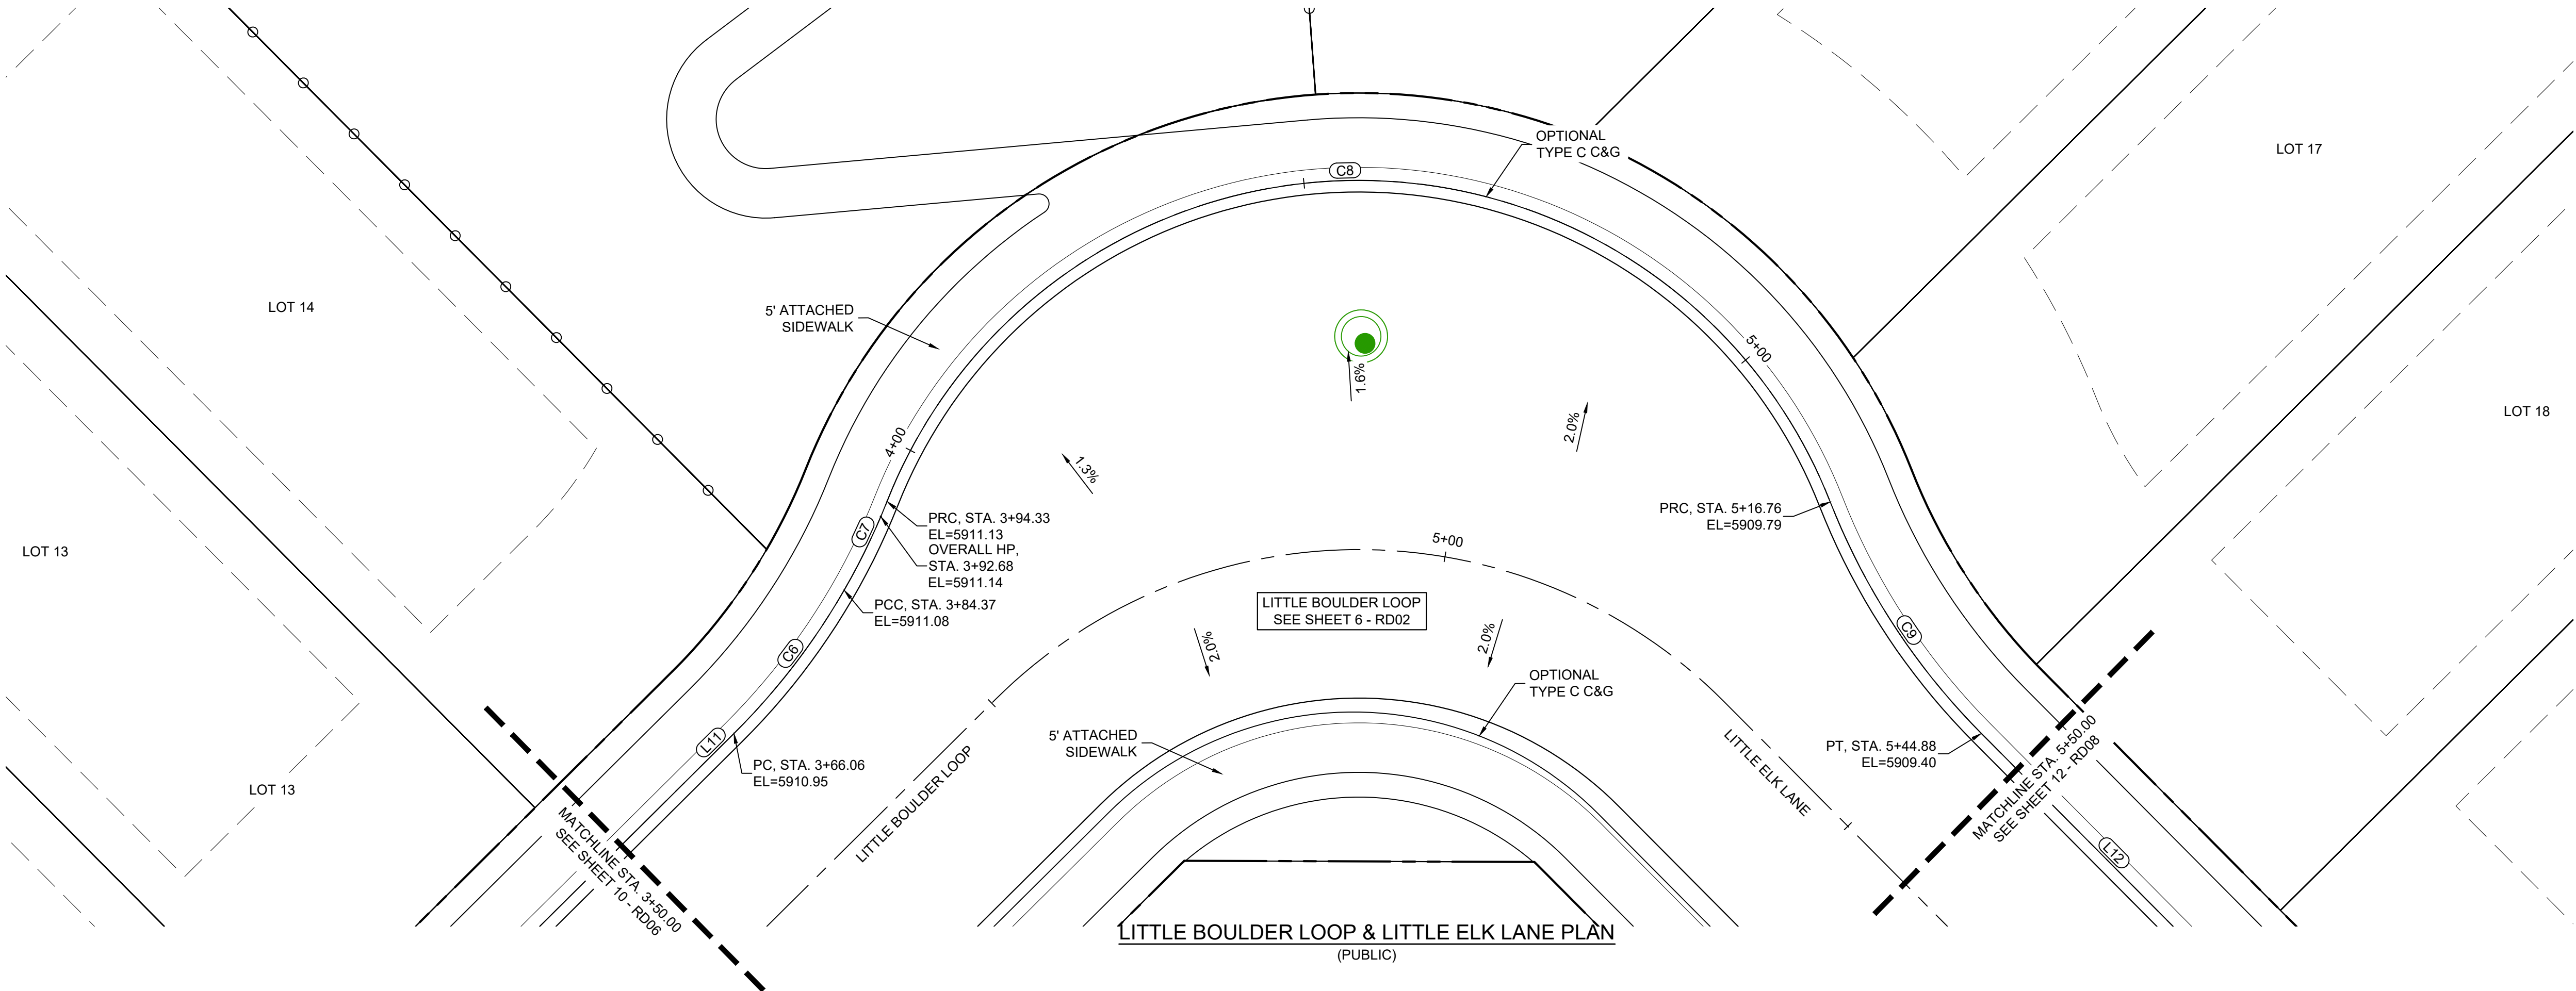 OPTIONAL
TYPE C C&G
C8
LOT 17
LOT 14
5' ATTACHED
SIDEWALK
5+00
1.6%
LOT 18
2.0%
4+00
1.3%
PRC, STA. 3+94.33
EL=5911.13
OVERALL HP,
STA. 3+92.68
EL=5911.14
C7
PRC, STA. 5+16.76
EL=5909.79
LOT 13
5+00
PCC, STA. 3+84.37
EL=5911.08
LITTLE BOULDER LOOP
SEE SHEET 6 - RD02
C6
C9
2.0%
2.0%
OPTIONAL
TYPE C C&G
5' ATTACHED
SIDEWALK
L11
PC, STA. 3+66.06
EL=5910.95
LITTLE BOULDER LOOP
LITTLE ELK LANE
PT, STA. 5+44.88
EL=5909.40
LOT 13
MATCHLINE STA. 3+50.00
SEE SHEET 10 - RD06
MATCHLINE STA. 5+50.00
SEE SHEET 12 - RD08
L12
LITTLE BOULDER LOOP & LITTLE ELK LANE PLAN
(PUBLIC)